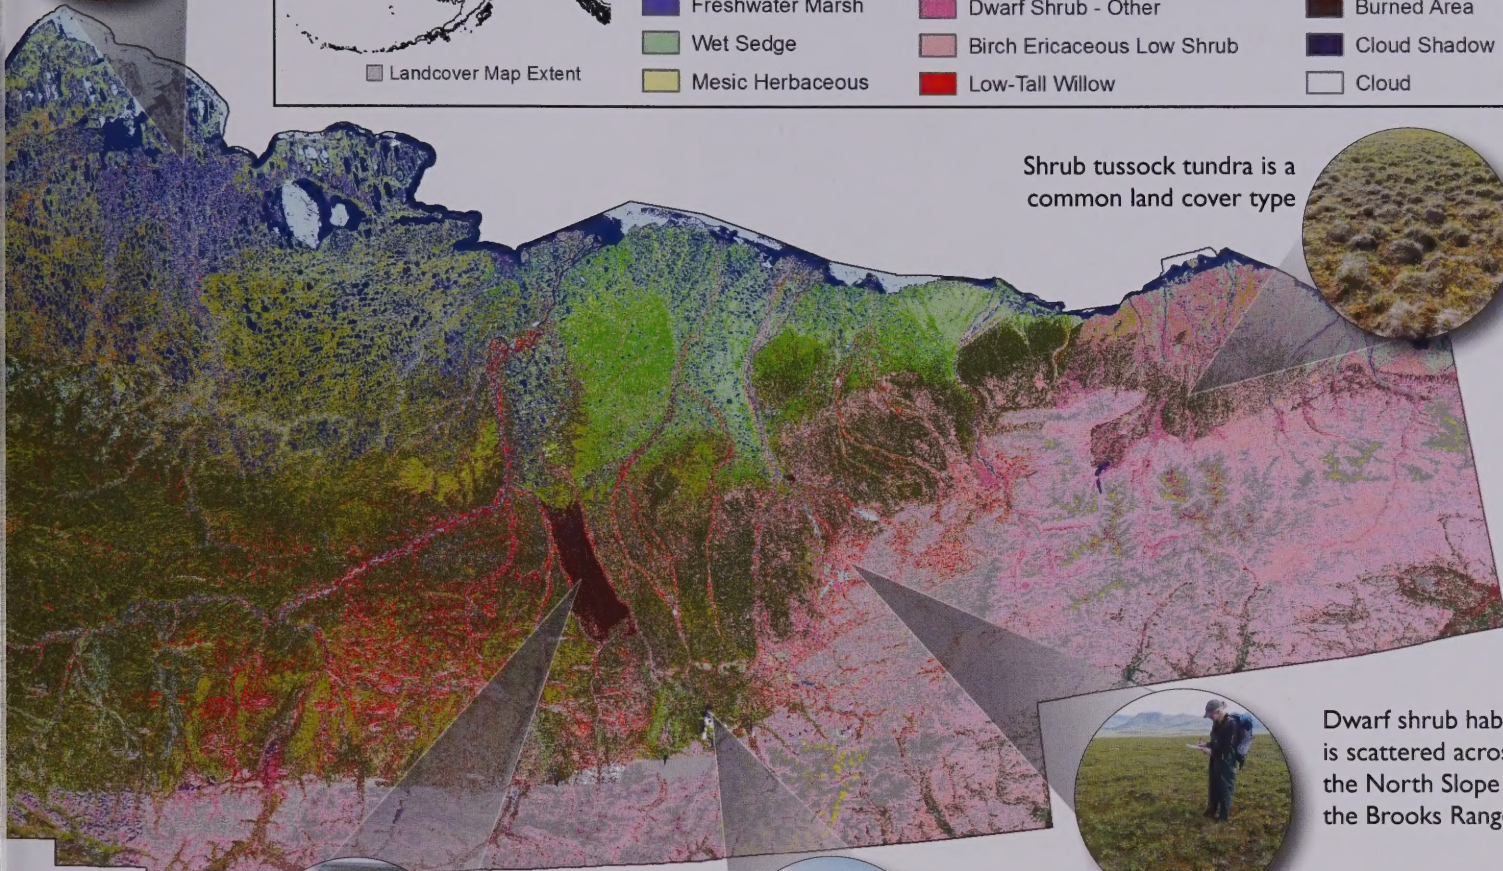 Freshwater Marsh
Dwarf Shrub - Other
Burned Area
Wet Sedge
Birch Ericaceous Low Shrub
Cloud Shadow
Landcover Map Extent
Mesic Herbaceous
Low-Tall Willow
Cloud
Shrub tussock tundra is a
common land cover type
Dwarf shrub hab
is scattered acros
the North Slope
the Brooks Rang